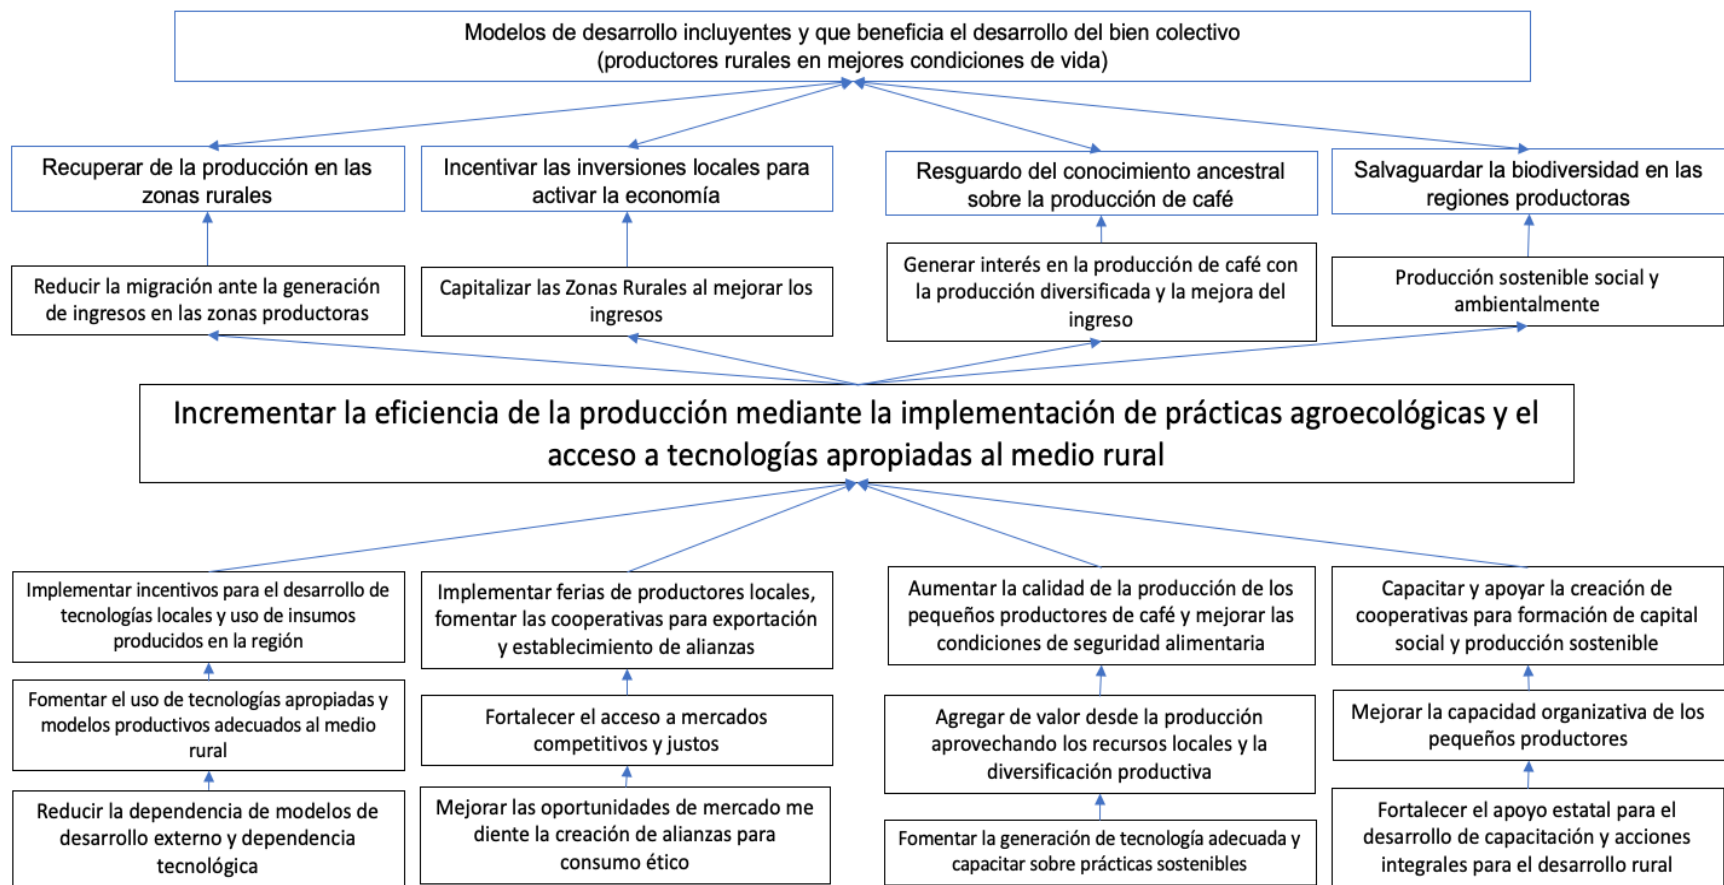 Modelos de desarrollo incluyentes y que beneficia el desarrollo del bien colectivo
(productores rurales en mejores condiciones de vida)
Recuperar de la producción en las
zonas rurales
Incentivar las inversiones locales para
activar la economía
Resguardo del conocimiento ancestral
sobre la producción de café
Salvaguardar la biodiversidad en las
regiones productoras
Reducir la migración ante la generación
de ingresos en las zonas productoras
Capitalizar las Zonas Rurales al mejorar los
ingresos
Generar interés en la producción de café con
la producción diversificada y la mejora del
ingreso
Producción sostenible social y
ambientalmente
Incrementar la eficiencia de la producción mediante la implementación de prácticas agroecológicas y el
acceso a tecnologías apropiadas al medio rural
Implementar incentivos para el desarrollo de
tecnologías locales y uso de insumos
producidos en la región
Implementar ferias de productores locales,
fomentar las cooperativas para exportación
y establecimiento de alianzas
Aumentar la calidad de la producción de los
pequeños productores de café y mejorar las
condiciones de seguridad alimentaria
Capacitar y apoyar la creación de
cooperativas para formación de capital
social y producción sostenible
Fomentar el uso de tecnologías apropiadas y
modelos productivos adecuados al medio
rural
Fortalecer el acceso a mercados
competitivos y justos
Agregar de valor desde la producción
aprovechando los recursos locales y la
diversificación productiva
Mejorar la capacidad organizativa de los
pequeños productores
Reducir la dependencia de modelos de
desarrollo externo y dependencia
tecnológica
Mejorar las oportunidades de mercado me
diente la creación de alianzas para
consumo ético
Fomentar la generación de tecnología adecuada y
capacitar sobre prácticas sostenibles
Fortalecer el apoyo estatal para el
desarrollo de capacitación y acciones
integrales para el desarrollo rural